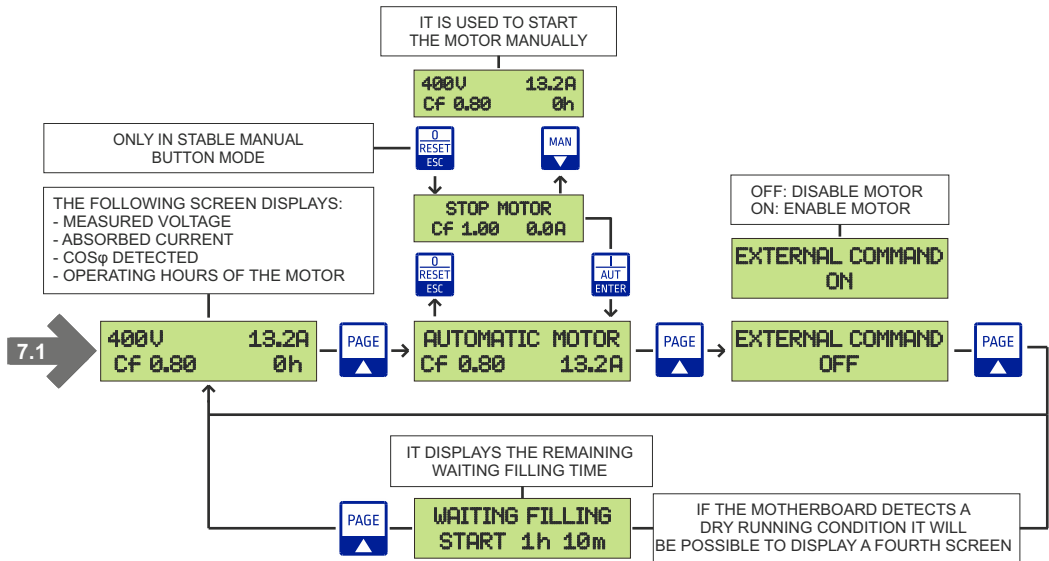 IT IS USED TO START
THE MOTOR MANUALLY
400V 13.2A
Cf 0.80 0h
ONLY IN STABLE MANUAL
BUTTON MODE
0
RESET
ESC
MAN
THE FOLLOWING SCREEN DISPLAYS:
- MEASURED VOLTAGE
- ABSORBED CURRENT
- COSφ DETECTED
- OPERATING HOURS OF THE MOTOR
STOP MOTOR
Cf 1.00 0.0A
OFF: DISABLE MOTOR
ON: ENABLE MOTOR
0
RESET
ESC
I
AUT
ENTER
EXTERNAL COMMAND
ON
7.1
400V 13.2A
Cf 0.80 0h
PAGE
AUTOMATIC MOTOR
Cf 0.80 13.2A
PAGE
EXTERNAL COMMAND
OFF
PAGE
IT DISPLAYS THE REMAINING
WAITING FILLING TIME
PAGE
WAITING FILLING
START 1h 10m
IF THE MOTHERBOARD DETECTS A
DRY RUNNING CONDITION IT WILL
BE POSSIBLE TO DISPLAY A FOURTH SCREEN